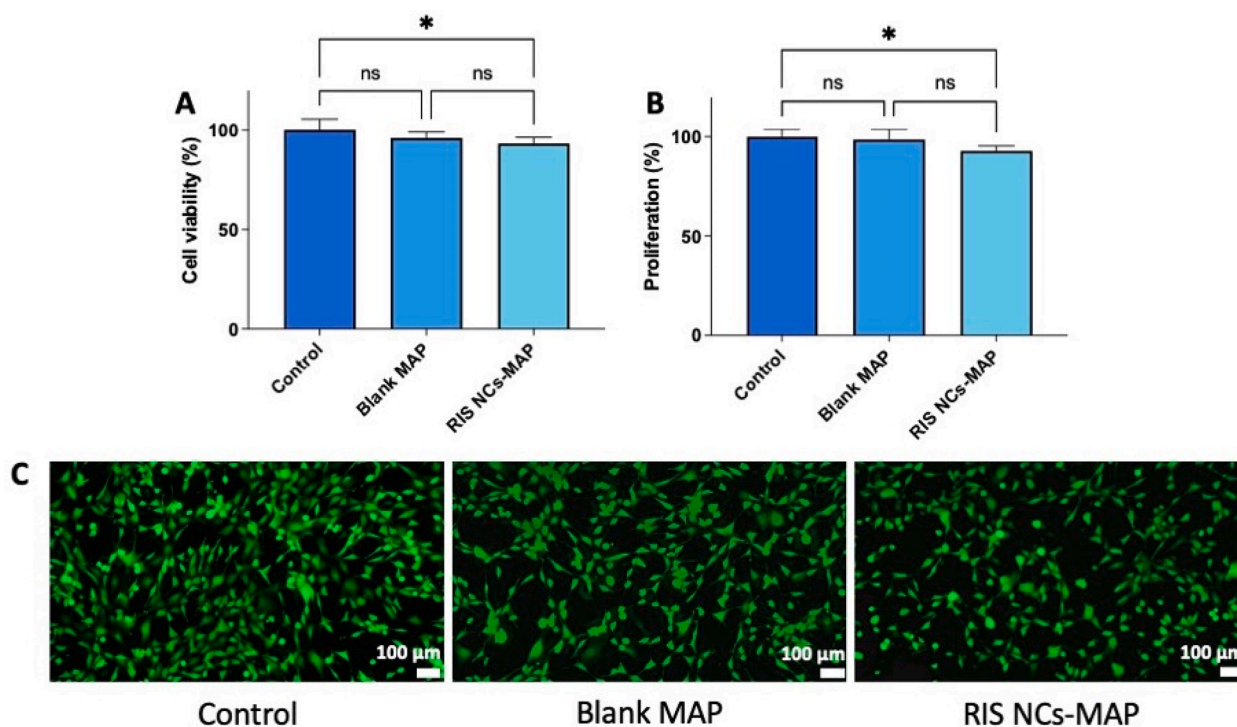 *
ns
ns
A
Cell viability (%)
100
50
0
Control
Blank MAP
RIS NCs-MAP
*
ns
ns
B
Proliferation (%)
100
50
0
Control
Blank MAP
RIS NCs-MAP
C
100 µm
100 µm
100 µm
Control
Blank MAP
RIS NCs-MAP